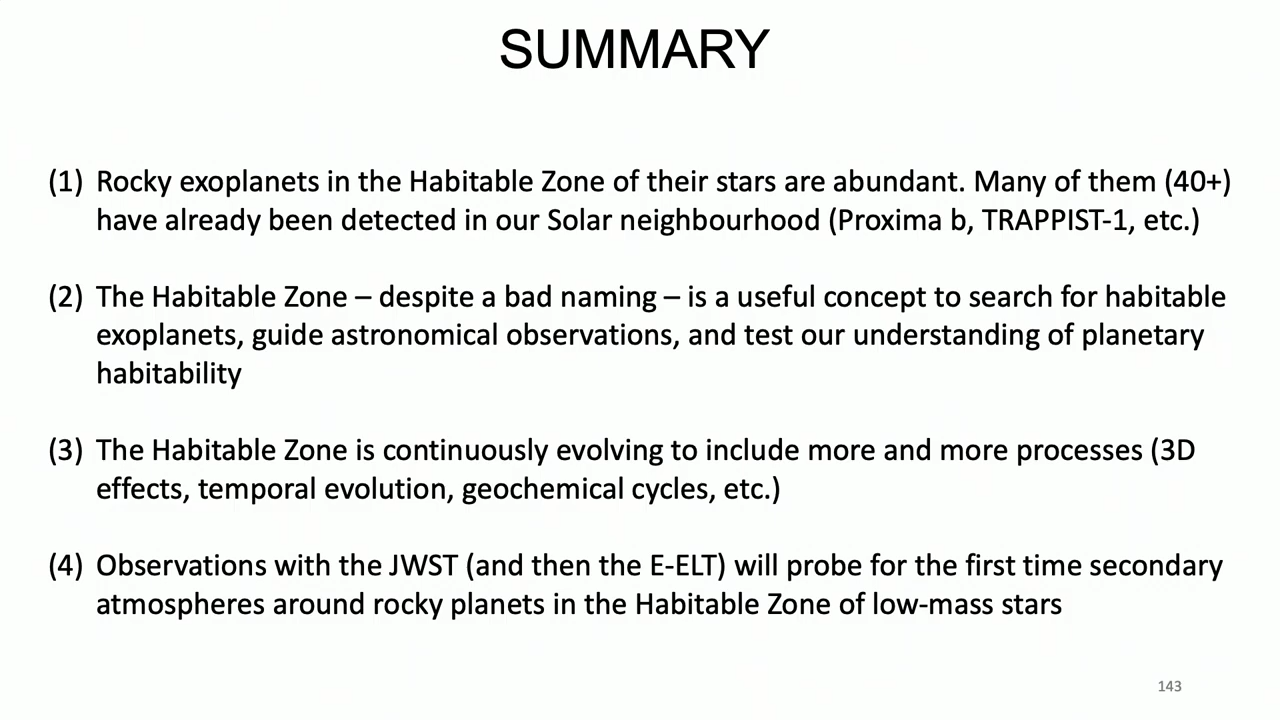 SUMMARY
(1) Rocky exoplanets in the Habitable Zone of their stars are abundant. Many of them (40+)
have already been detected in our Solar neighbourhood (Proxima b, TRAPPIST-1, etc.)
(2) The Habitable Zone – despite a bad naming – is a useful concept to search for habitable
exoplanets, guide astronomical observations, and test our understanding of planetary
habitability
(3) The Habitable Zone is continuously evolving to include more and more processes (3D
effects, temporal evolution, geochemical cycles, etc.)
(4) Observations with the JWST (and then the E-ELT) will probe for the first time secondary
atmospheres around rocky planets in the Habitable Zone of low-mass stars
143